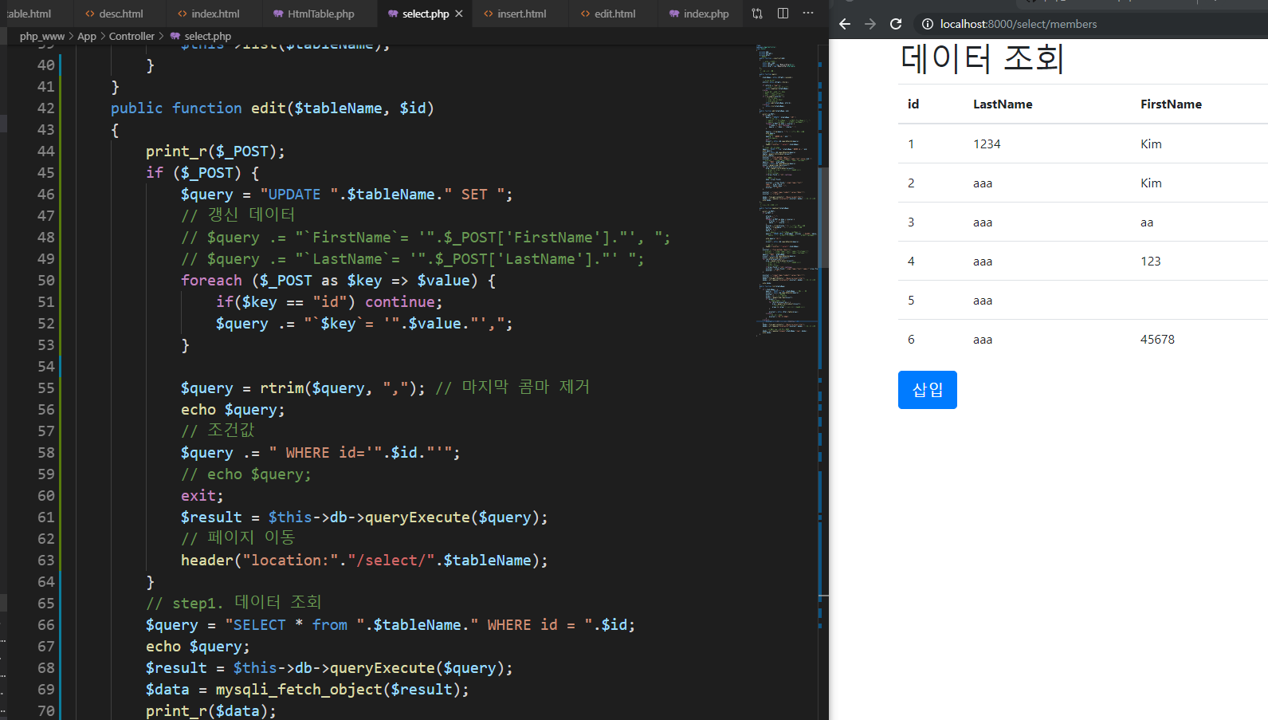 table.html desc.html index.html HtmlTable.php select.php insert.html edit.html index.php
php_www > App > Controller > select.php
39 $this->list($tableName);
40 }
41 }
42 public function edit($tableName, $id)
43 {
44 print_r($_POST);
45 if ($_POST) {
46 $query = "UPDATE ".$tableName." SET ";
47 // 갱신 데이터
48 // $query .= "`FirstName`= '".$_POST['FirstName']."', ";
49 // $query .= "`LastName`= '".$_POST['LastName']."' ";
50 foreach ($_POST as $key => $value) {
51 if($key == "id") continue;
52 $query .= "`$key`= '".$value."',";
53 }
54
55 $query = rtrim($query, ","); // 마지막 콤마 제거
56 echo $query;
57 // 조건값
58 $query .= " WHERE id='".$id."'";
59 // echo $query;
60 exit;
61 $result = $this->db->queryExecute($query);
62 // 페이지 이동
63 header("location:"."/select/".$tableName);
64 }
65 // step1. 데이터 조회
66 $query = "SELECT * from ".$tableName." WHERE id = ".$id;
67 echo $query;
68 $result = $this->db->queryExecute($query);
69 $data = mysqli_fetch_object($result);
70 print_r($data);
localhost:8000/select/members
데이터 조회
id LastName FirstName
1 1234 Kim
2 aaa Kim
3 aaa aa
4 aaa 123
5 aaa
6 aaa 45678
삽입